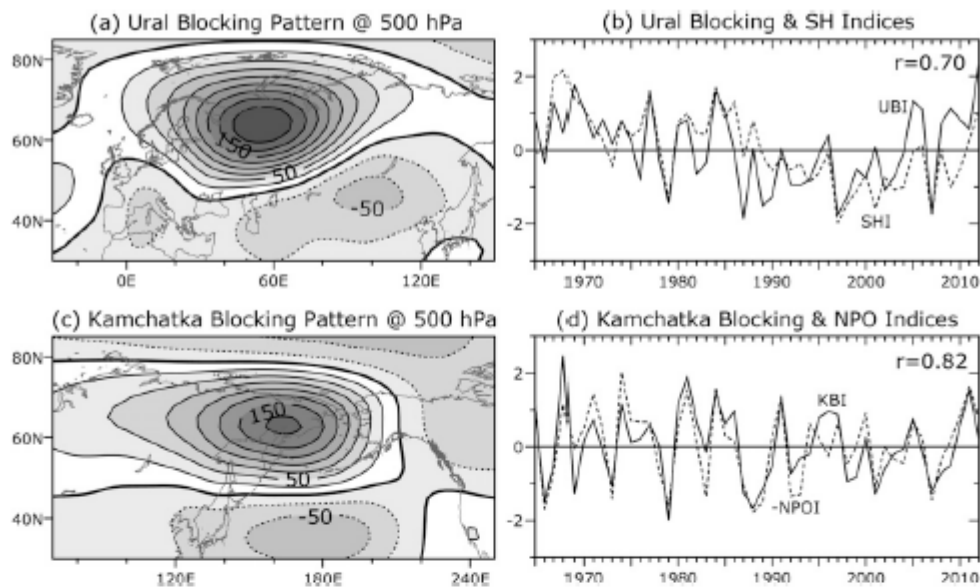 (a) Ural Blocking Pattern @ 500 hPa
(b) Ural Blocking & SH Indices
80N
60N
40N
150
50
-50
0E
60E
120E
r=0.70
UBI
SHI
2
0
-2
1970
1980
1990
2000
2010
(c) Kamchatka Blocking Pattern @ 500 hPa
(d) Kamchatka Blocking & NPO Indices
80N
60N
40N
150
50
-50
120E
180E
240E
r=0.82
KBI
-NPOI
2
0
-2
1970
1980
1990
2000
2010